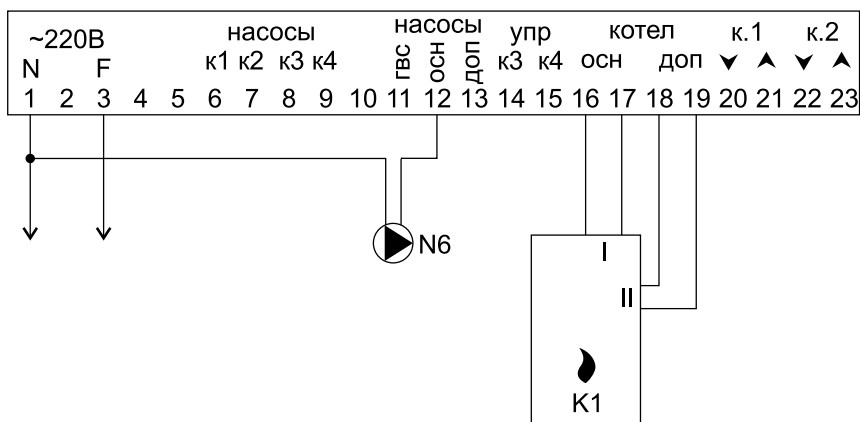 ~220В насосы насосы упр котел к.1 к.2
N F к1 к2 к3 к4 гвс осн доп к3 к4 осн доп
1 2 3 4 5 6 7 8 9 10 11 12 13 14 15 16 17 18 19 20 21 22 23
N6
I
II
К1